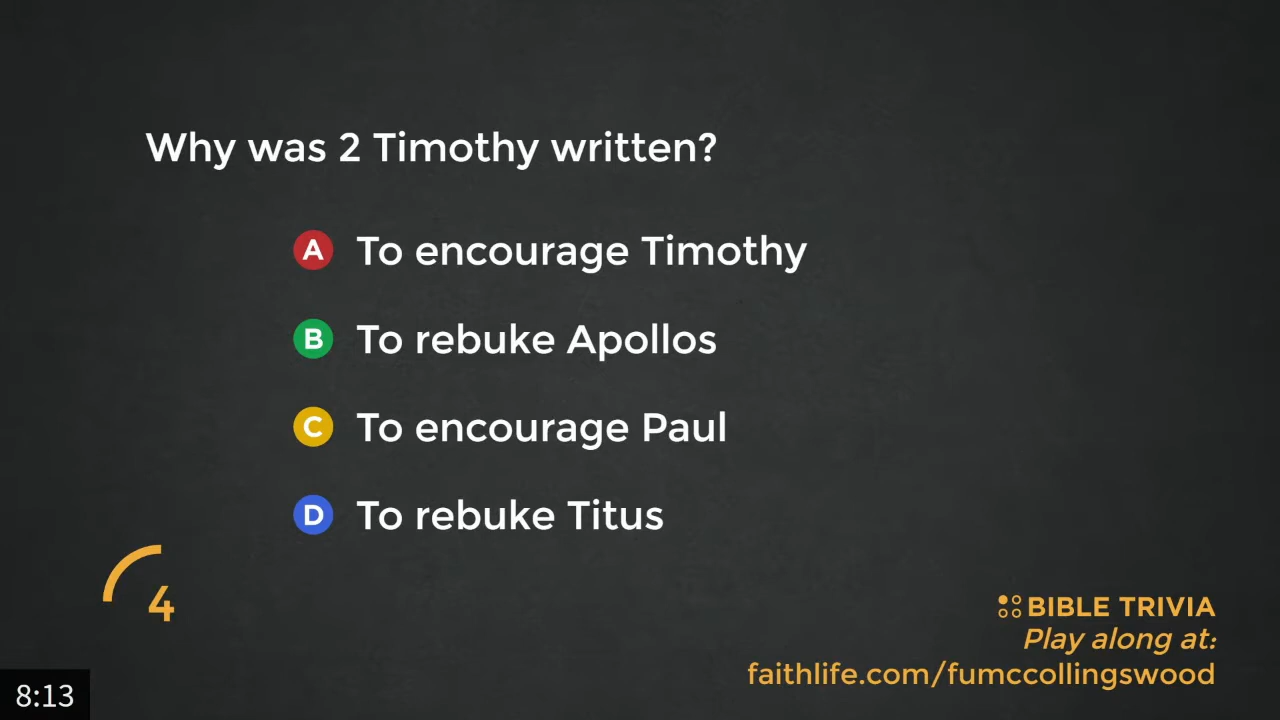 Why was 2 Timothy written?
A To encourage Timothy
B To rebuke Apollos
C To encourage Paul
D To rebuke Titus
4
BIBLE TRIVIA
Play along at:
faithlife.com/fumccollingswood
8:13